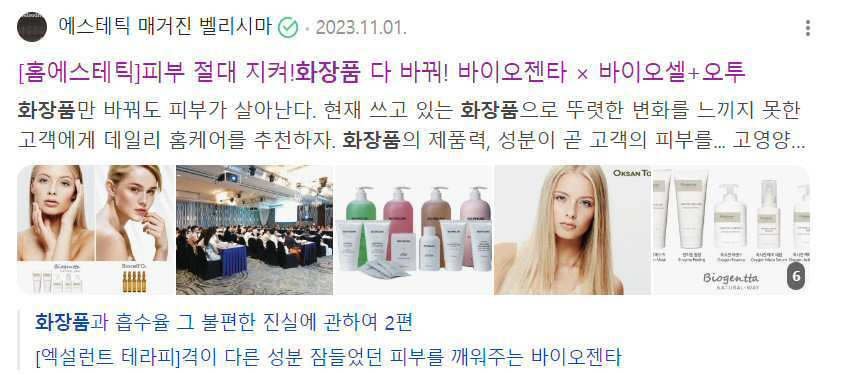 에스테틱 매거진 벨리시마 · 2023.11.01.
[홈에스테틱]피부 절대 지켜!화장품 다 바꿔! 바이오젠타 × 바이오셀+오투
화장품만 바꿔도 피부가 살아난다. 현재 쓰고 있는 화장품으로 뚜렷한 변화를 느끼지 못한
고객에게 데일리 홈케어를 추천하자. 화장품의 제품력, 성분이 곧 고객의 피부를... 고영양...
Biogentta
OKSAN TO
Biogentta
NATURAL-WAY
6
화장품과 흡수율 그 불편한 진실에 관하여 2편
[엑설런트 테라피]격이 다른 성분 잠들었던 피부를 깨워주는 바이오젠타